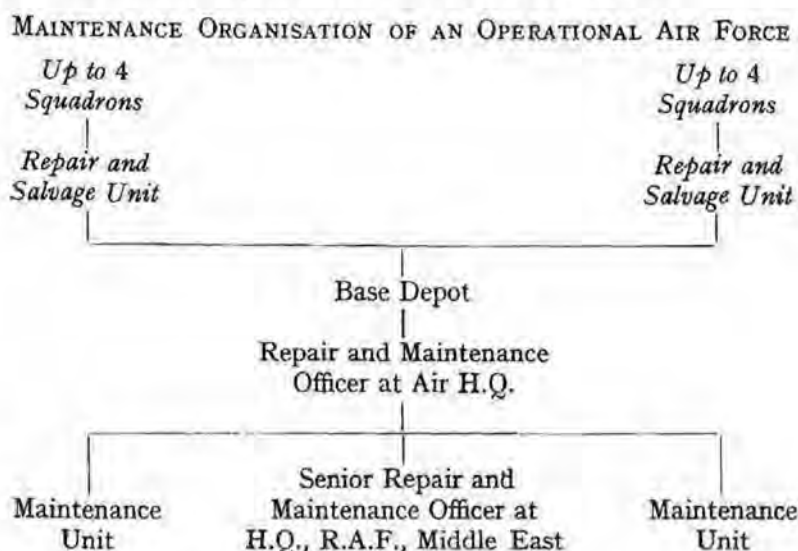 MAINTENANCE ORGANISATION OF AN OPERATIONAL AIR FORCE
Up to 4
Squadrons
Repair and
Salvage Unit
Up to 4
Squadrons
Repair and
Salvage Unit
Base Depot
Repair and Maintenance
Officer at Air H.Q.
Maintenance
Unit
Senior Repair and
Maintenance Officer at
H.Q., R.A.F., Middle East
Maintenance
Unit